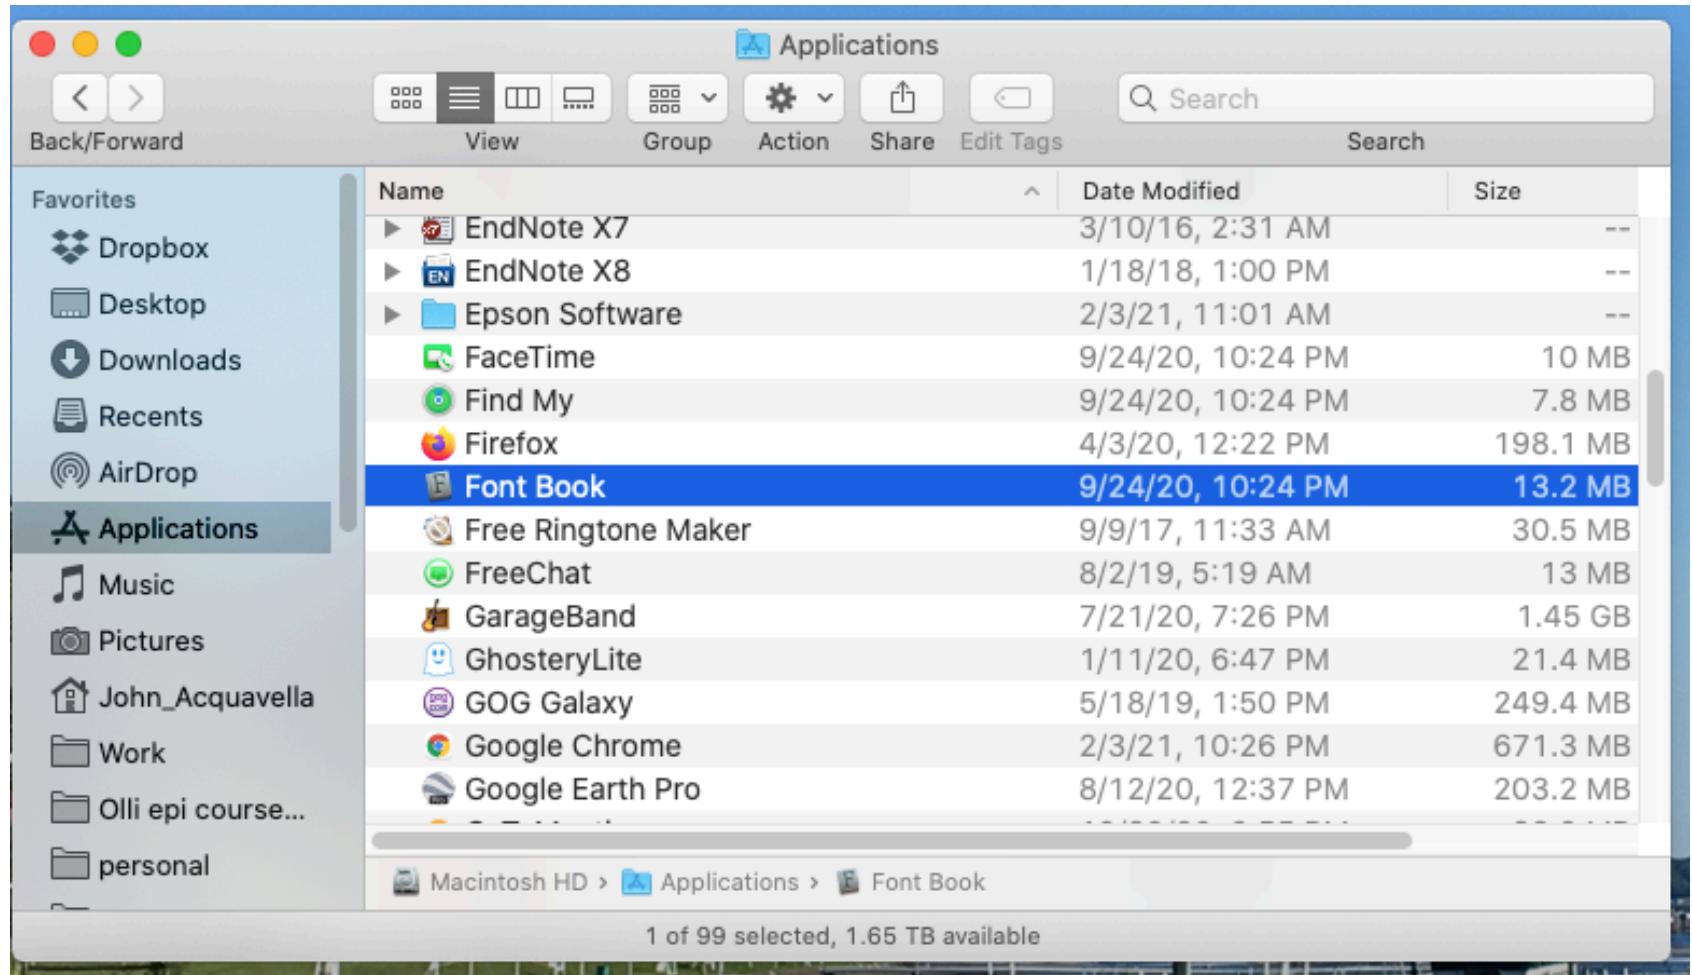 Applications
Back/Forward View Group Action Share Edit Tags Search Search
Favorites
Dropbox
Desktop
Downloads
Recents
AirDrop
Applications
Music
Pictures
John_Acquavella
Work
Olli epi course...
personal
Name Date Modified Size
EndNote X7 3/10/16, 2:31 AM --
EndNote X8 1/18/18, 1:00 PM --
Epson Software 2/3/21, 11:01 AM --
FaceTime 9/24/20, 10:24 PM 10 MB
Find My 9/24/20, 10:24 PM 7.8 MB
Firefox 4/3/20, 12:22 PM 198.1 MB
Font Book 9/24/20, 10:24 PM 13.2 MB
Free Ringtone Maker 9/9/17, 11:33 AM 30.5 MB
FreeChat 8/2/19, 5:19 AM 13 MB
GarageBand 7/21/20, 7:26 PM 1.45 GB
GhosteryLite 1/11/20, 6:47 PM 21.4 MB
GOG Galaxy 5/18/19, 1:50 PM 249.4 MB
Google Chrome 2/3/21, 10:26 PM 671.3 MB
Google Earth Pro 8/12/20, 12:37 PM 203.2 MB
Macintosh HD › Applications › Font Book
1 of 99 selected, 1.65 TB available